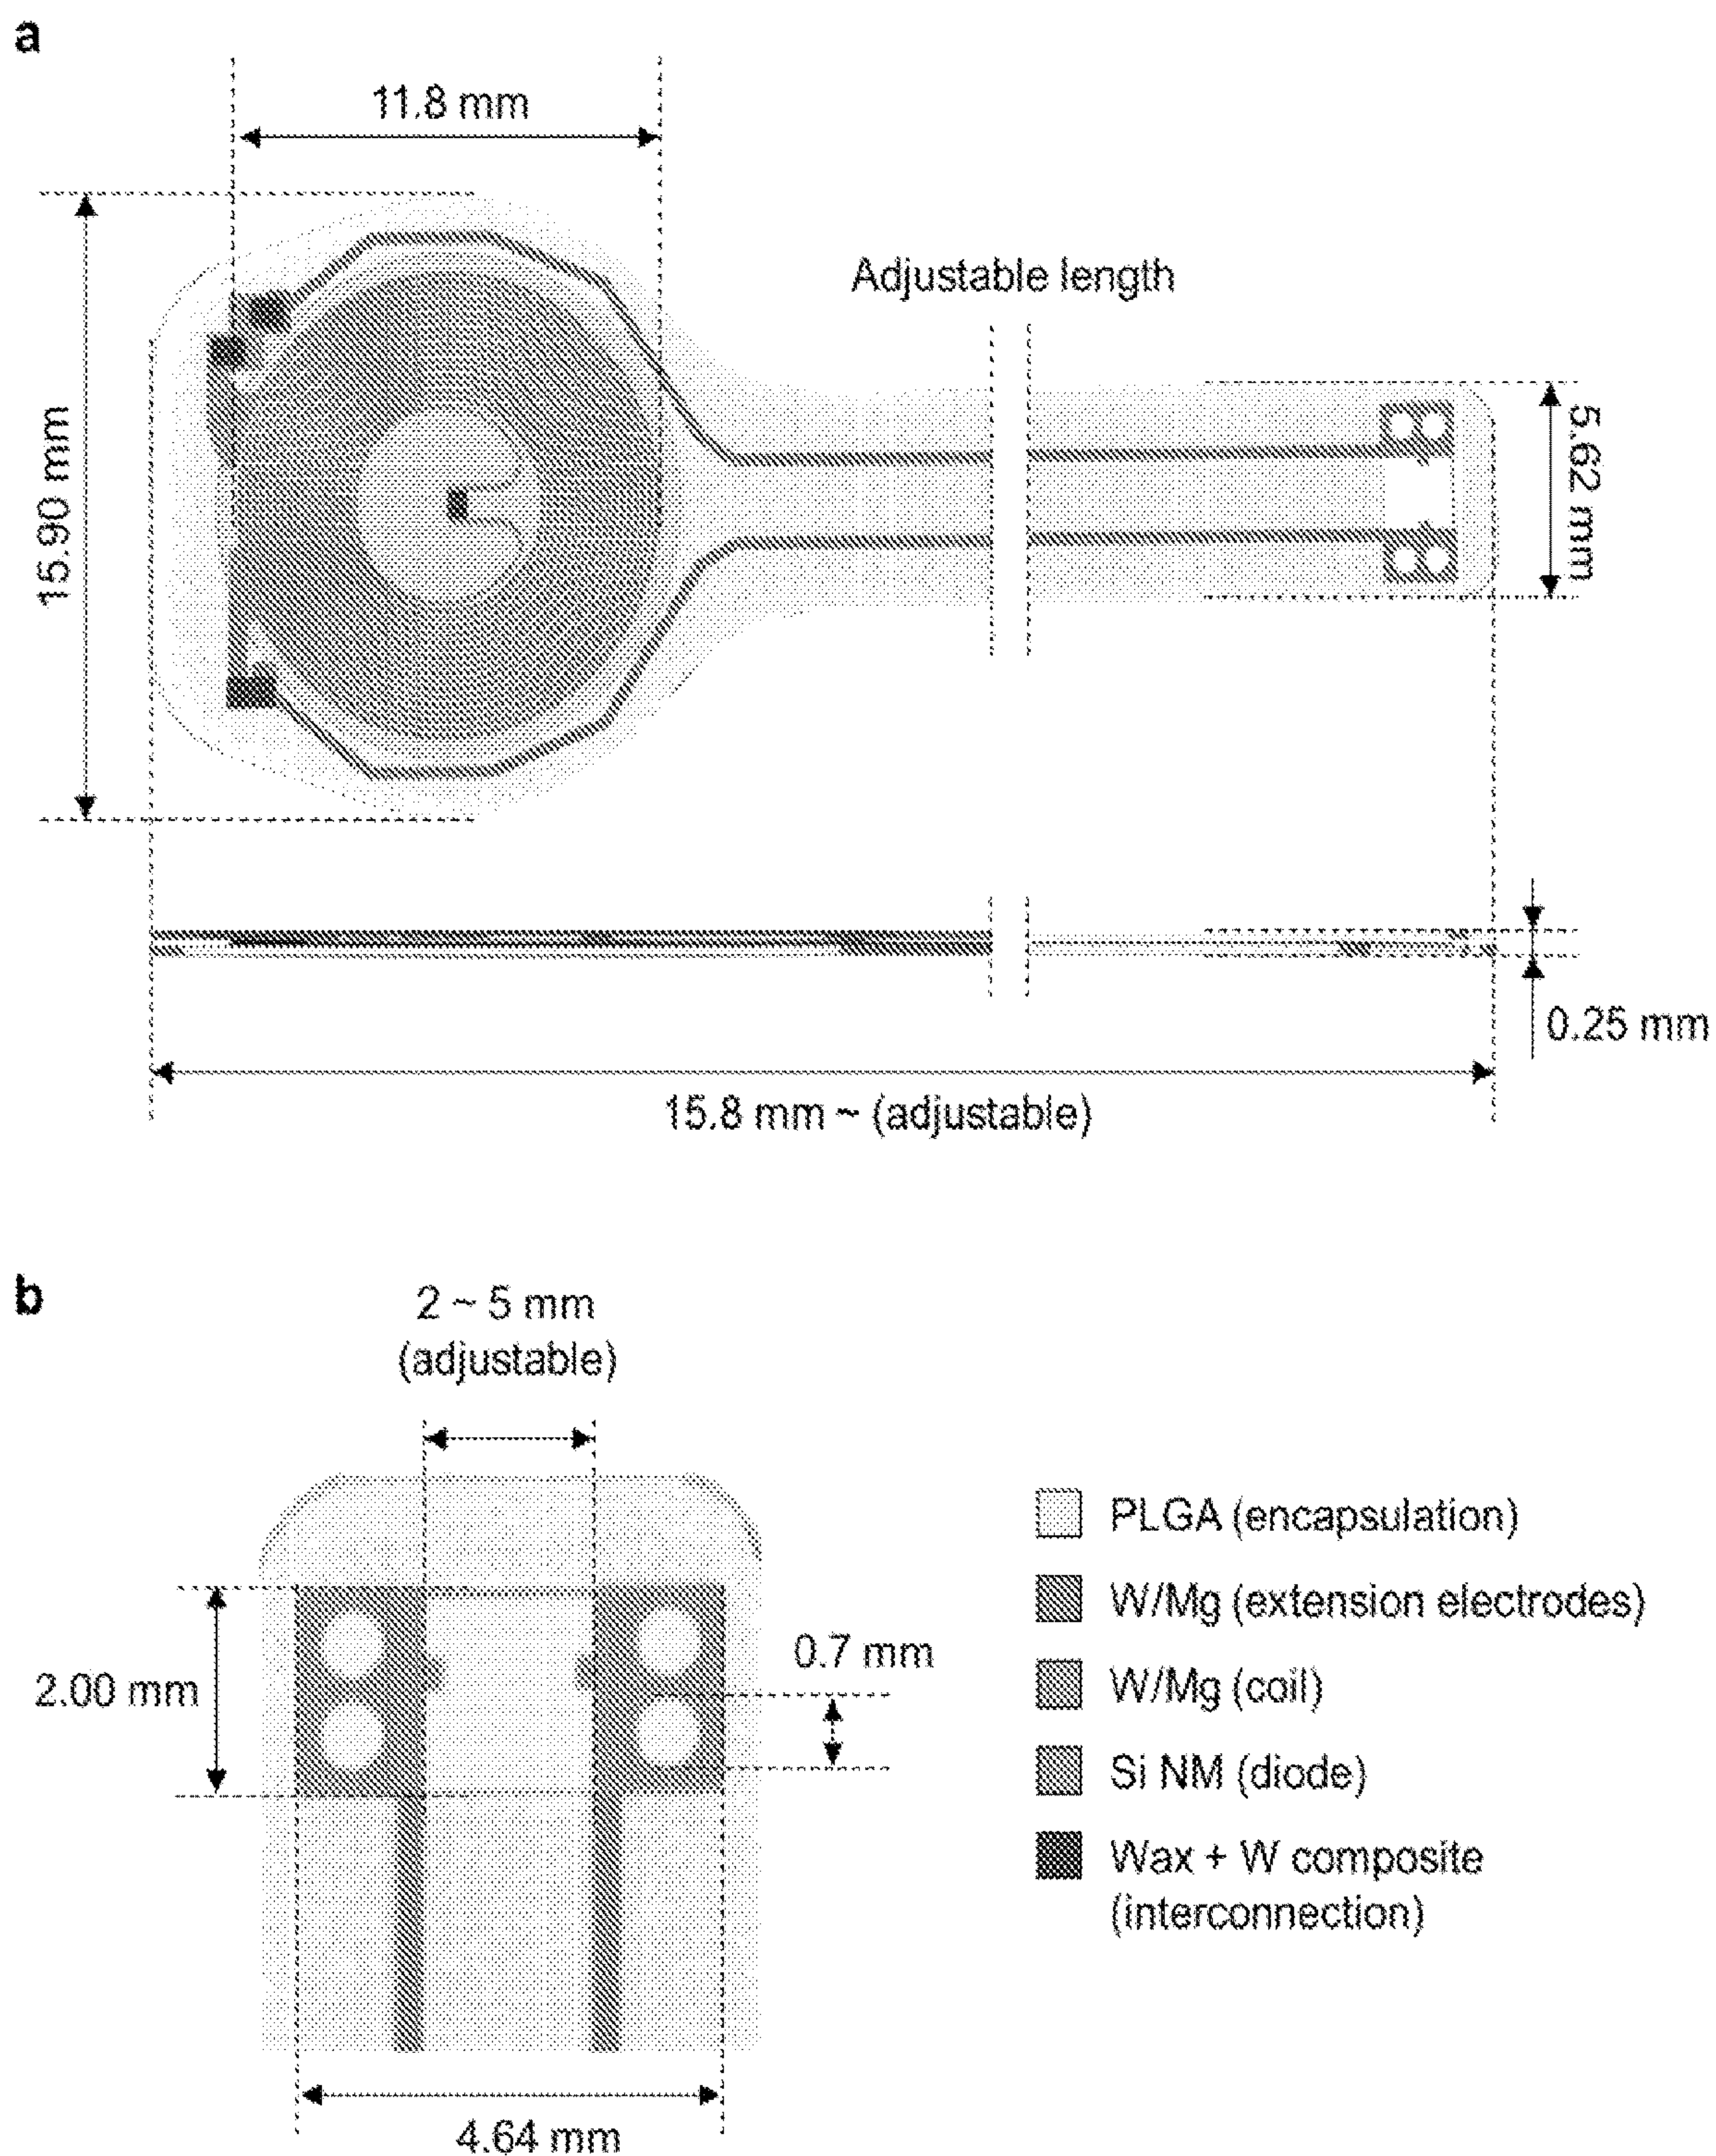 a
11.8 mm
Adjustable length
15.90 mm
5.62 mm
0.25 mm
15.8 mm ~ (adjustable)
b
2 ~ 5 mm
(adjustable)
2.00 mm
0.7 mm
4.64 mm
PLGA (encapsulation)
W/Mg (extension electrodes)
W/Mg (coil)
Si NM (diode)
Wax + W composite
(interconnection)